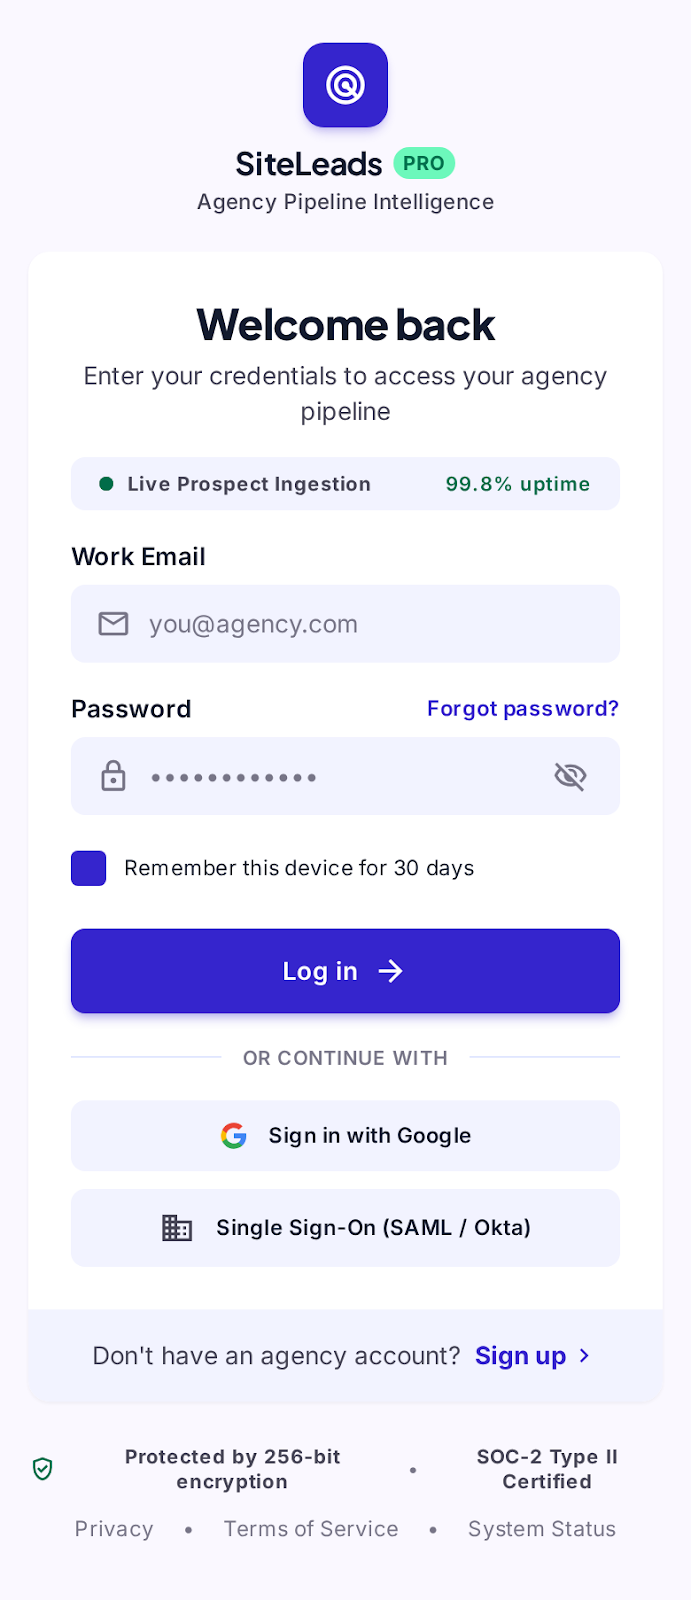 SiteLeads PRO
Agency Pipeline Intelligence
Welcome back
Enter your credentials to access your agency
pipeline
Live Prospect Ingestion 99.8% uptime
Work Email
you@agency.com
Password Forgot password?
••••••••••••
Remember this device for 30 days
Log in →
OR CONTINUE WITH
Sign in with Google
Single Sign-On (SAML / Okta)
Don't have an agency account? Sign up >
Protected by 256-bit encryption • SOC-2 Type II Certified
Privacy • Terms of Service • System Status